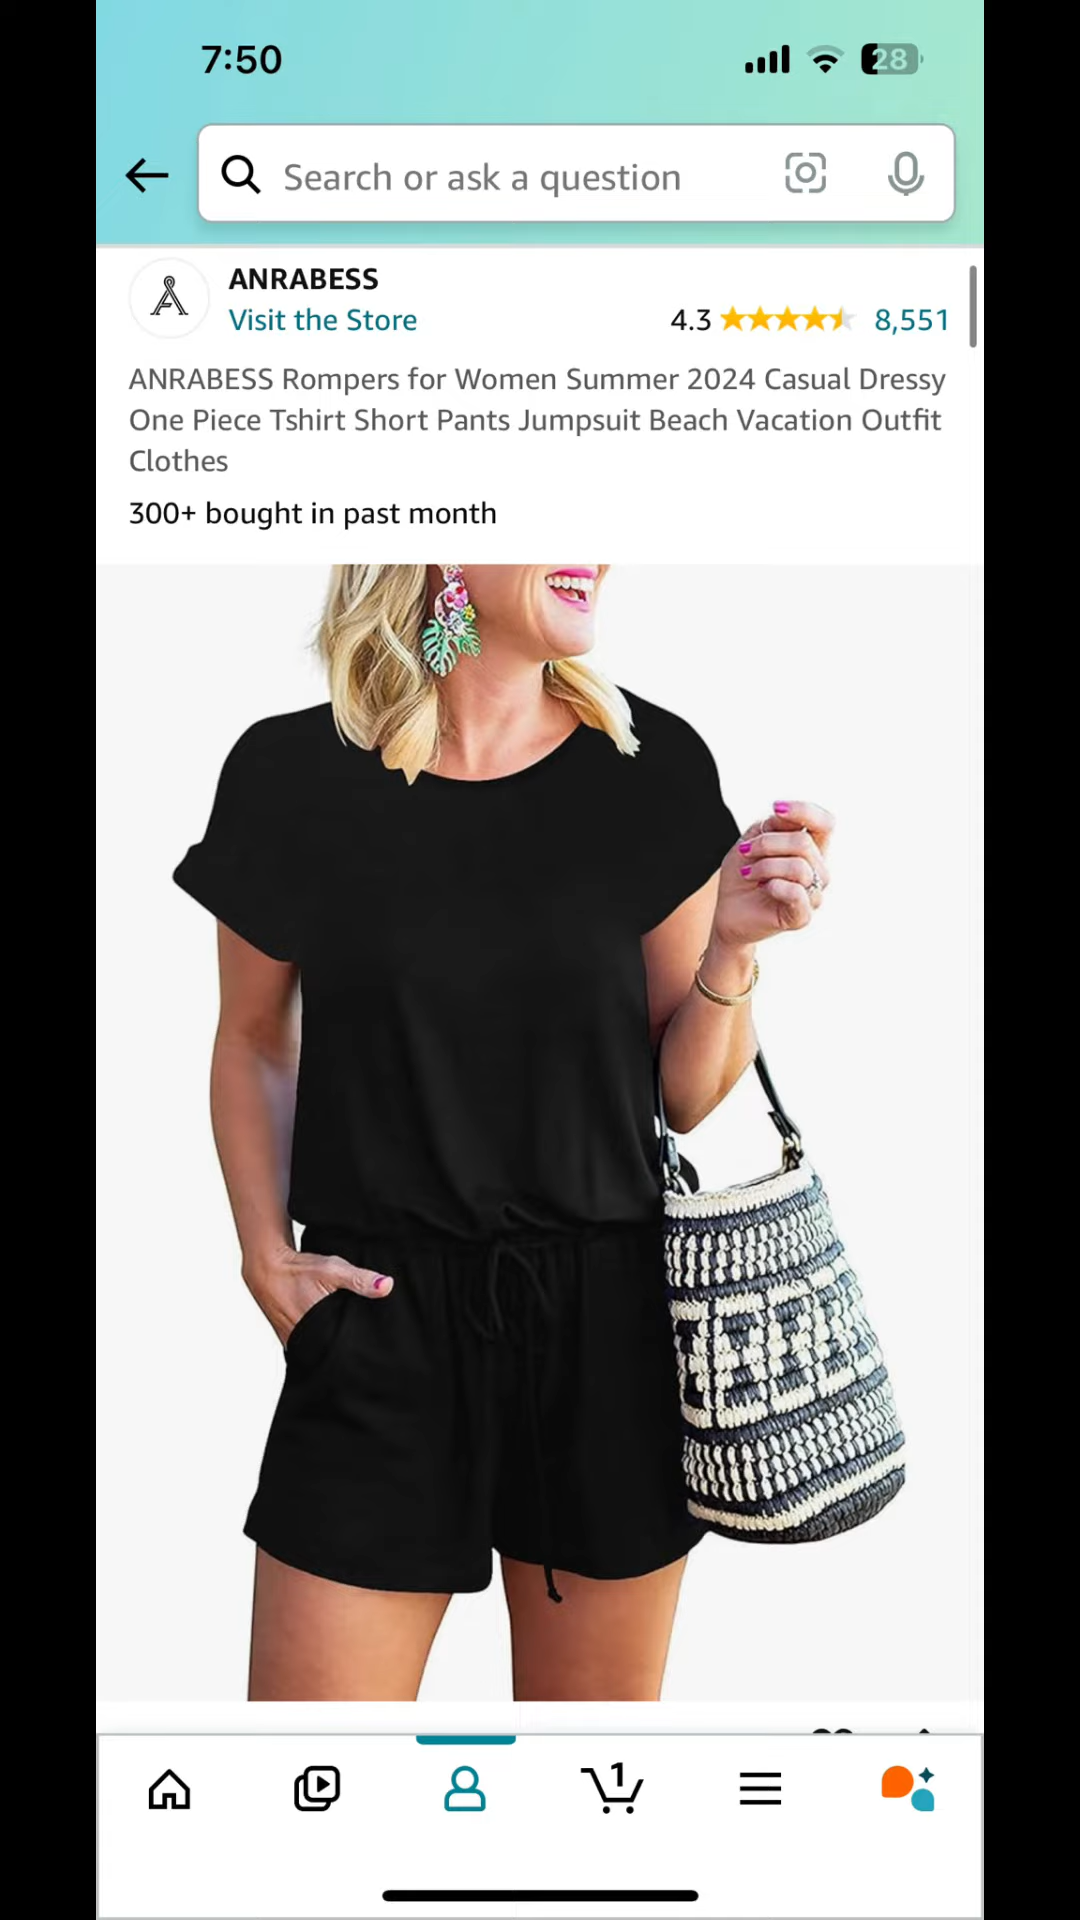 7:50
28
Search or ask a question
ANRABESS
Visit the Store
4.3
8,551
ANRABESS Rompers for Women Summer 2024 Casual Dressy
One Piece Tshirt Short Pants Jumpsuit Beach Vacation Outfit
Clothes
300+ bought in past month
1